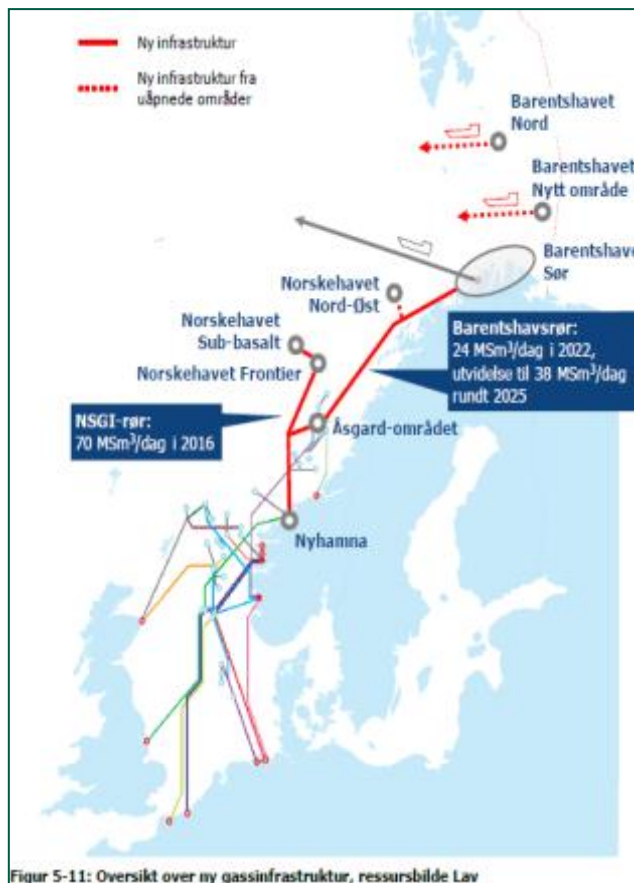 Ny infrastruktur
Ny infrastruktur fra
uåpnede områder
Barentshavet
Nord
Barentshavet
Nytt område
Barentshave
Sør
Norskehavet
Nord-Øst
Norskehavet
Sub-basalt
Norskehavet Frontier
Barentshavsrør:
24 MSm³/dag i 2022,
utvidelse til 38 MSm³/dag
rundt 2025
NSGI-rør:
70 MSm³/dag i 2016
Åsgard-området
Nyhamna
Figur 5-11: Oversikt over ny gassinfrastruktur, ressursbilde Lav